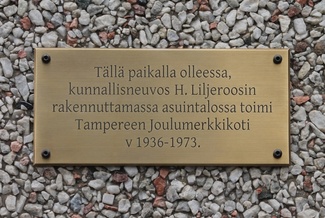 Tällä paikalla olleessa,
kunnallisneuvos H. Liljeroosin
rakennuttamassa asuintalossa toimi
Tampereen Joulumerkkikoti
v 1936-1973.